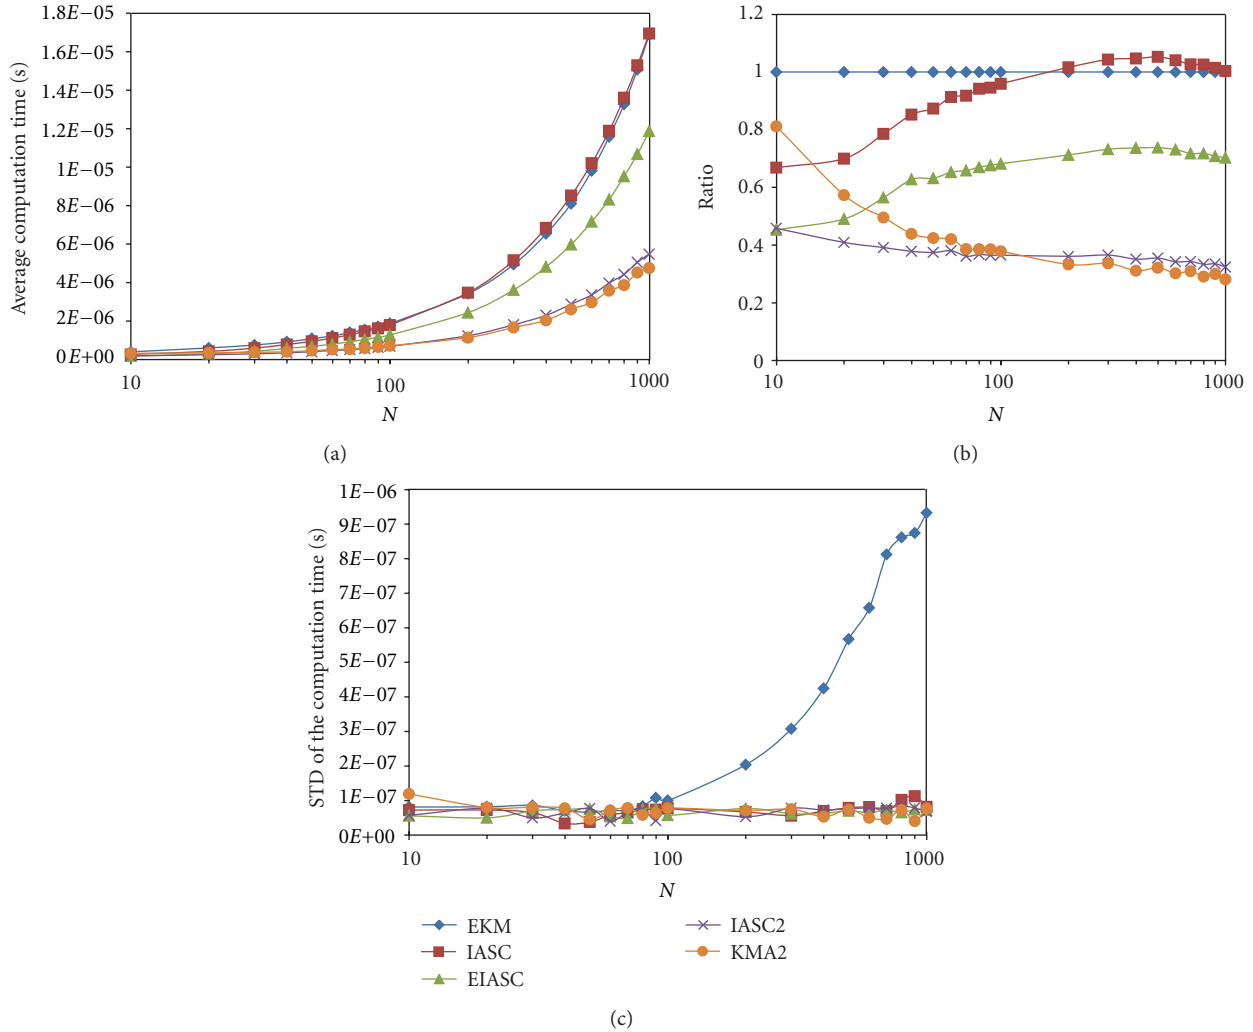 1.8E−05
1.6E−05
1.4E−05
1.2E−05
1E−05
8E−06
6E−06
4E−06
2E−06
0E+00
Average computation time (s)
10
100
1000
N
(a)
1.2
1
0.8
0.6
0.4
0.2
0
Ratio
10
100
1000
N
(b)
1E−06
9E−07
8E−07
7E−07
6E−07
5E−07
4E−07
3E−07
2E−07
1E−07
0E+00
STD of the computation time (s)
10
100
1000
N
EKM
IASC
EIASC
IASC2
KMA2
(c)